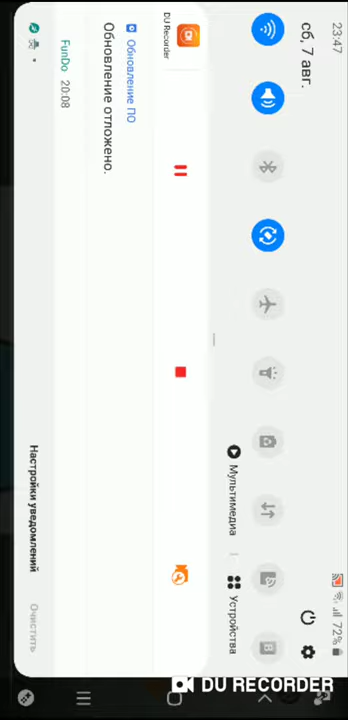 23:47
72%
сб, 7 авг.
Мультимедиа
Устройства
DU Recorder
Обновление ПО
Обновление отложено.
FunDo 20:08
Настройки уведомлений
Очистить
DU RECORDER